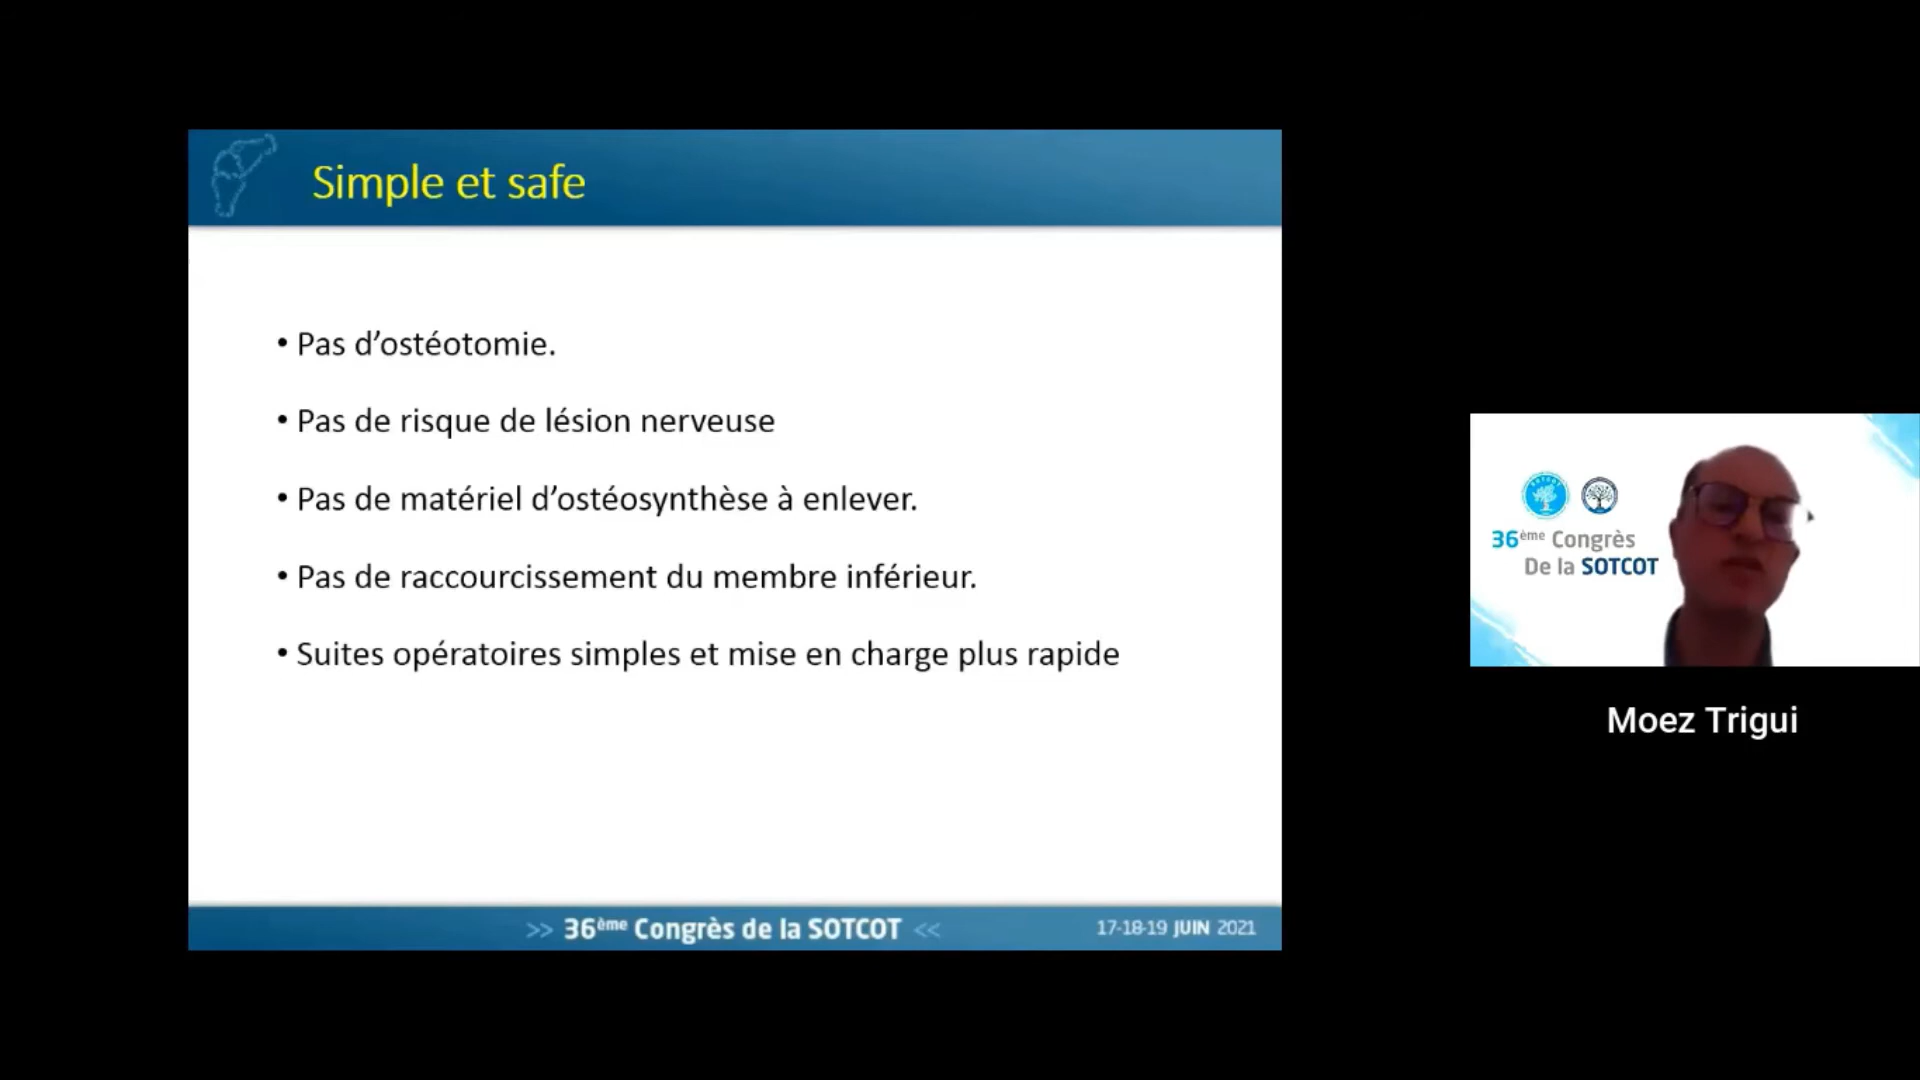 Simple et safe
• Pas d’ostéotomie.
• Pas de risque de lésion nerveuse
• Pas de matériel d’ostéosynthèse à enlever.
• Pas de raccourcissement du membre inférieur.
• Suites opératoires simples et mise en charge plus rapide
>> 36ème Congrès de la SOTCOT <<
17-18-19 JUIN 2021
SOTCOT
36ème Congrès
De la SOTCOT
Moez Trigui